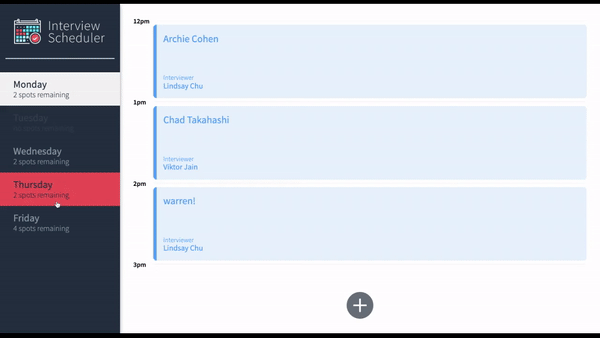 Interview
Scheduler
Monday
2 spots remaining
Tuesday
no spots remaining
Wednesday
2 spots remaining
Thursday
2 spots remaining
Friday
4 spots remaining
12pm
Archie Cohen
Interviewer
Lindsay Chu
1pm
Chad Takahashi
Interviewer
Viktor Jain
2pm
warren!
Interviewer
Lindsay Chu
3pm